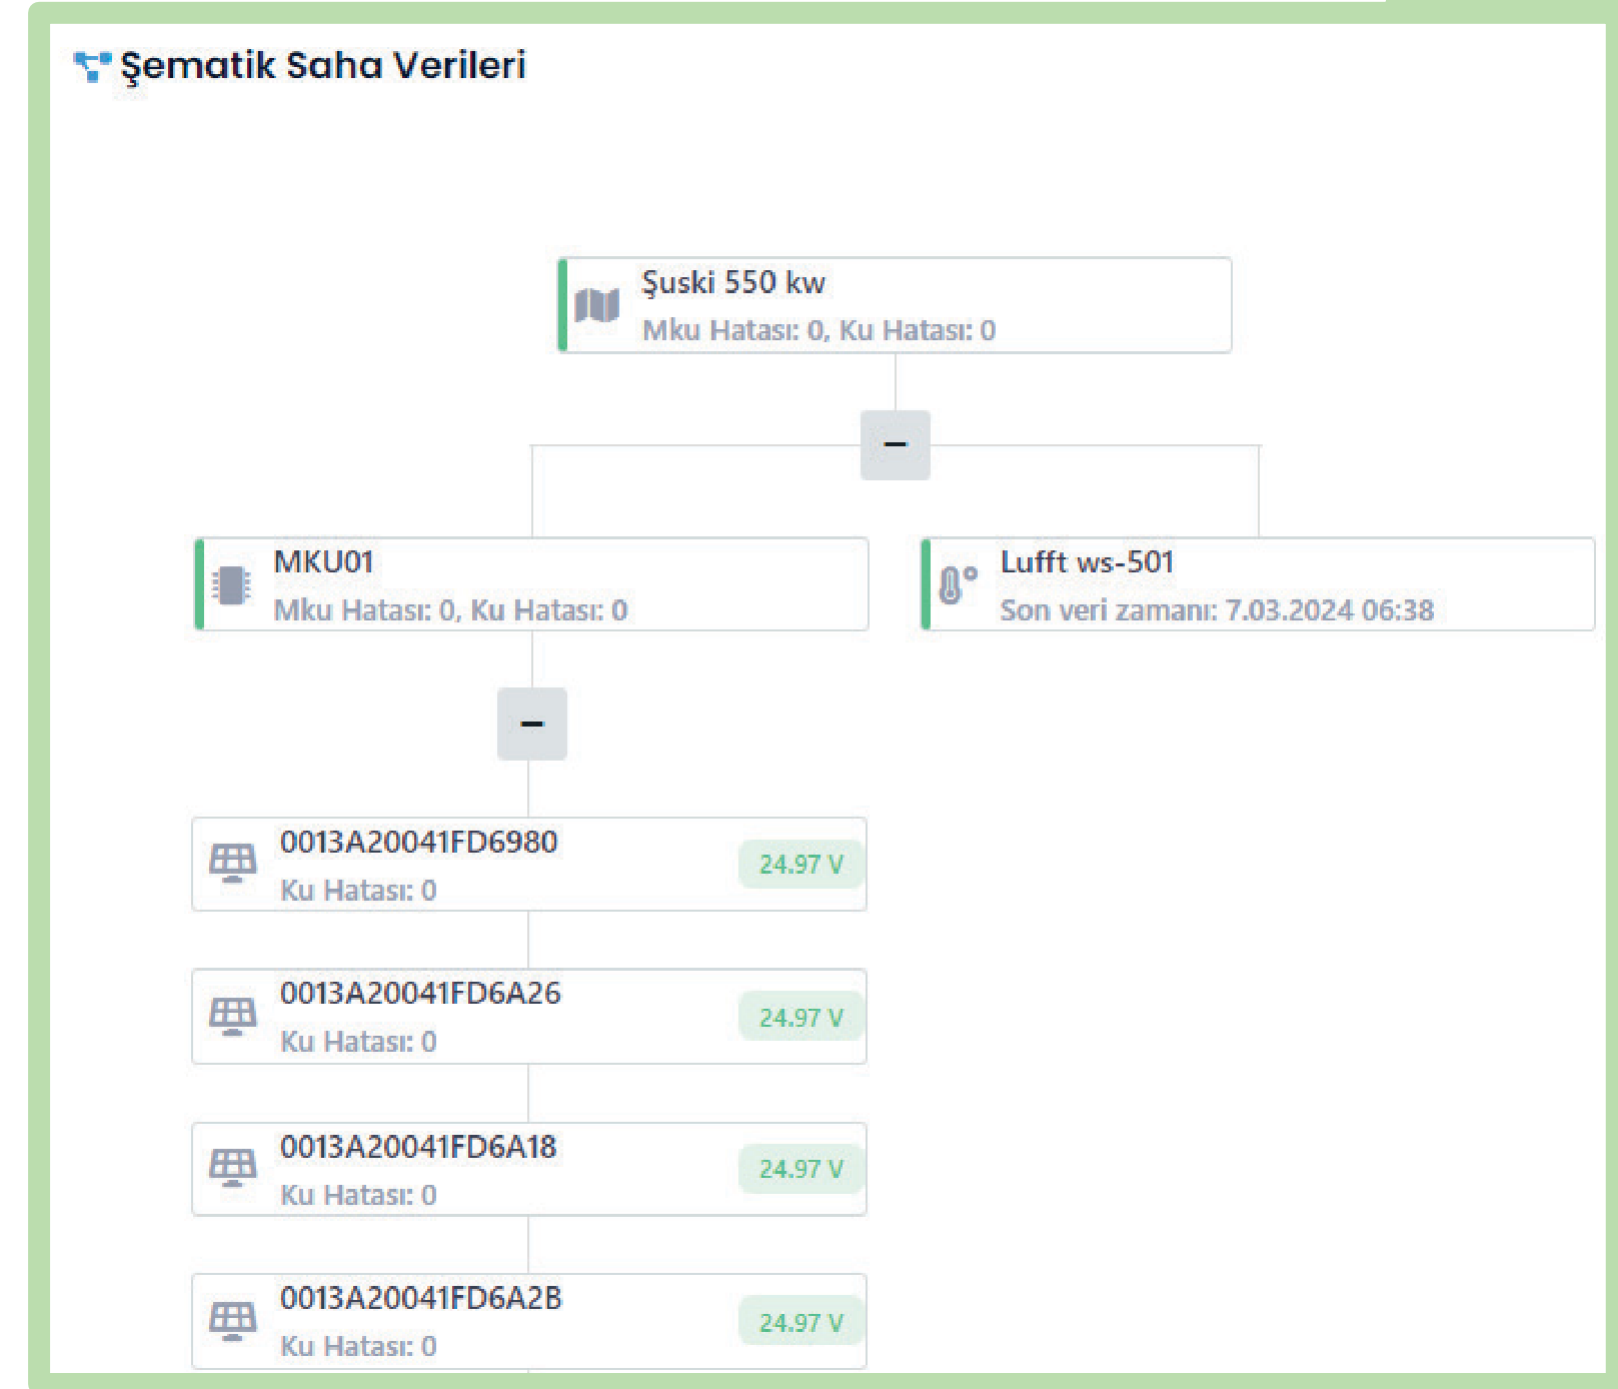 Şematik Saha Verileri
Şuski 550 kw
Mku Hatası: 0, Ku Hatası: 0
MKU01
Mku Hatası: 0, Ku Hatası: 0
Lufft ws-501
Son veri zamanı: 7.03.2024 06:38
0013A20041FD6980
24.97 V
Ku Hatası: 0
0013A20041FD6A26
24.97 V
Ku Hatası: 0
0013A20041FD6A18
24.97 V
Ku Hatası: 0
0013A20041FD6A2B
24.97 V
Ku Hatası: 0